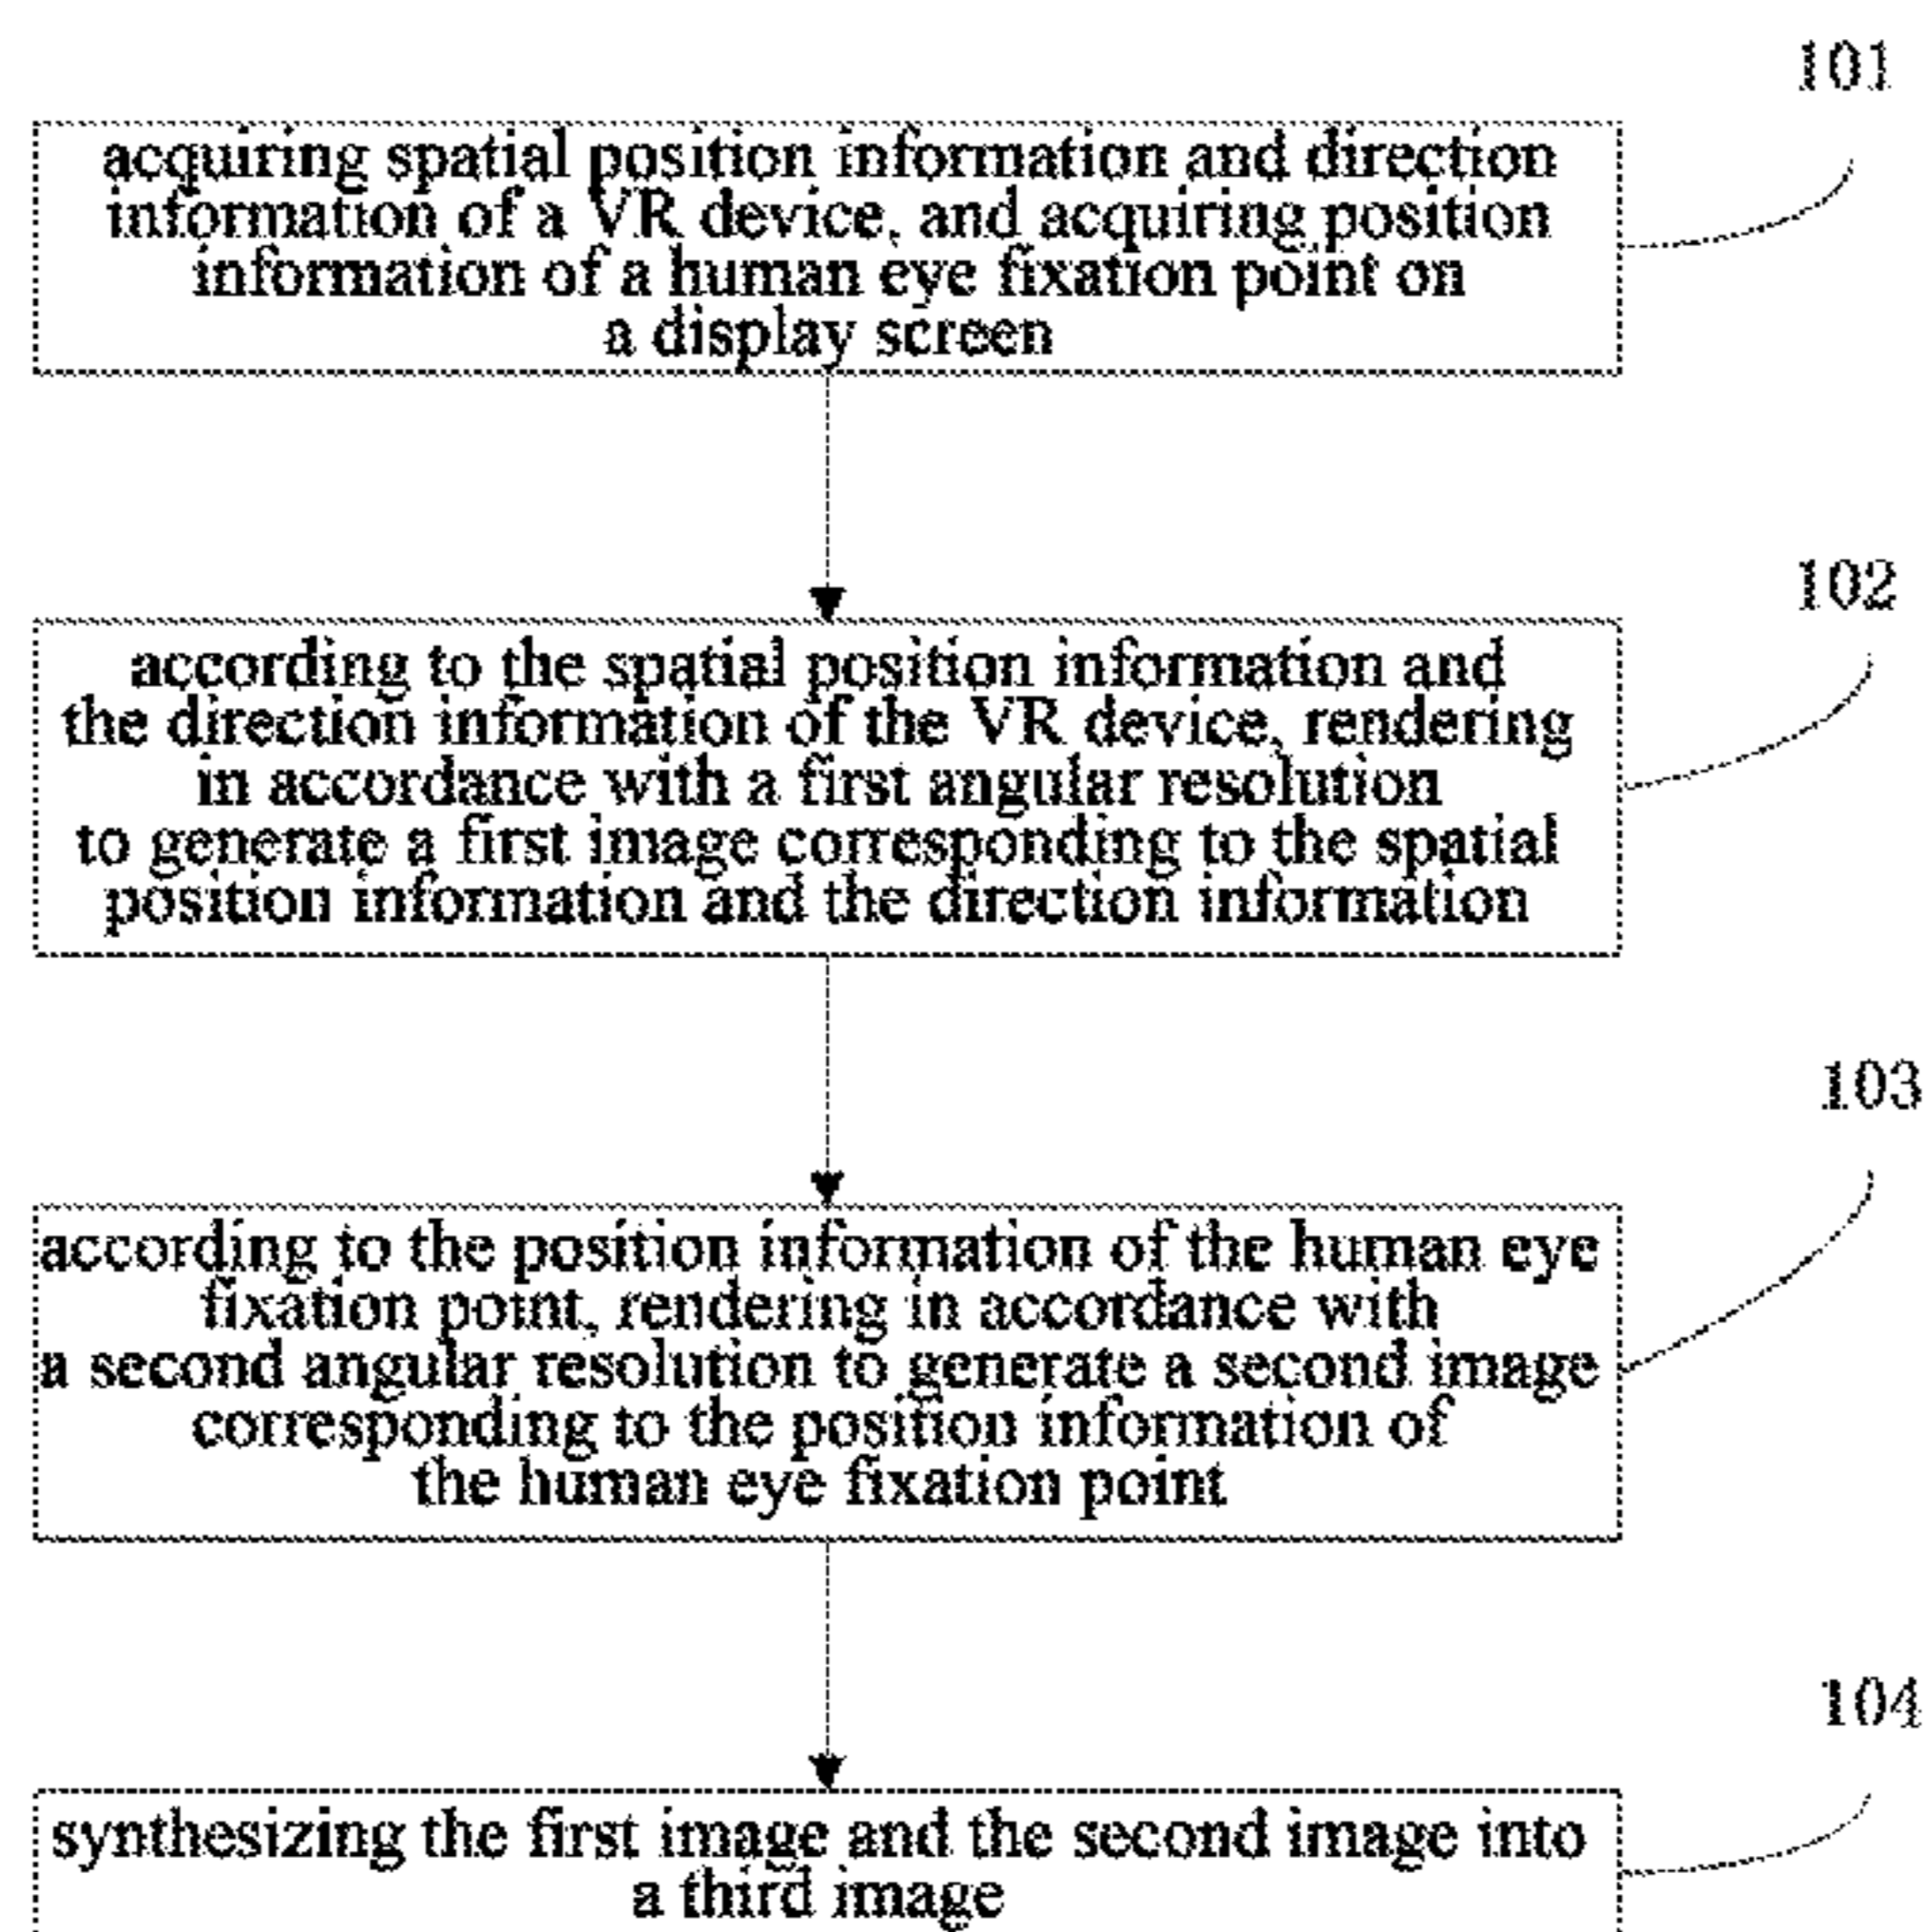 101
acquiring spatial position information and direction
information of a VR device, and acquiring position
information of a human eye fixation point on
a display screen
102
according to the spatial position information and
the direction information of the VR device, rendering
in accordance with a first angular resolution
to generate a first image corresponding to the spatial
position information and the direction information
103
according to the position information of the human eye
fixation point, rendering in accordance with
a second angular resolution to generate a second image
corresponding to the position information of
the human eye fixation point
104
synthesizing the first image and the second image into
a third image